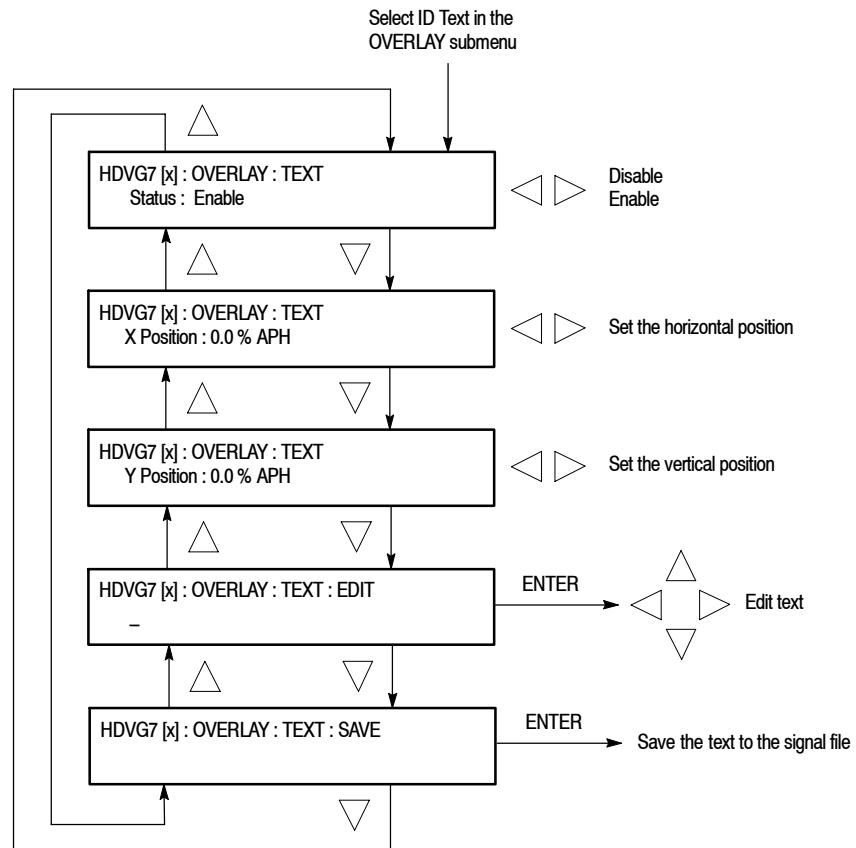 Select ID Text in the
OVERLAY submenu
HDVG7 [x] : OVERLAY : TEXT
Status : Enable
Disable
Enable
HDVG7 [x] : OVERLAY : TEXT
X Position : 0.0 % APH
Set the horizontal position
HDVG7 [x] : OVERLAY : TEXT
Y Position : 0.0 % APH
Set the vertical position
HDVG7 [x] : OVERLAY : TEXT : EDIT
_
ENTER
Edit text
HDVG7 [x] : OVERLAY : TEXT : SAVE
ENTER
Save the text to the signal file